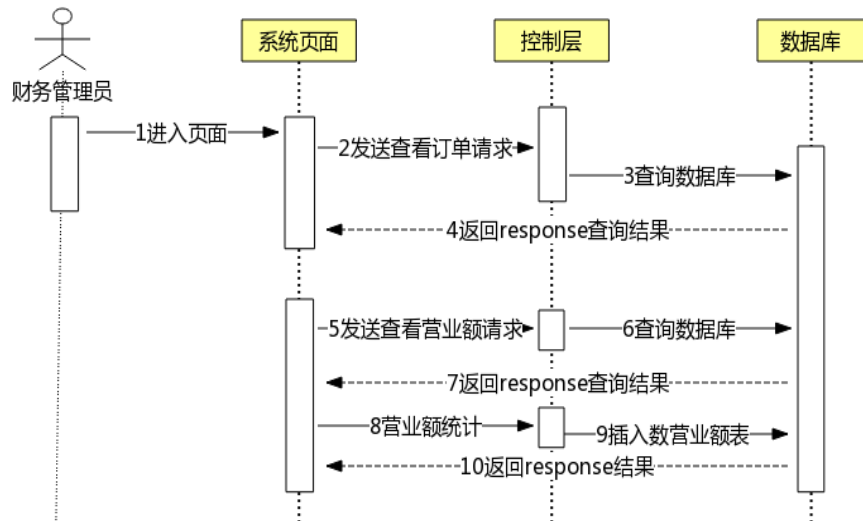 系统页面
控制层
数据库
财务管理员
1进入页面
2发送查看订单请求
3查询数据库
4返回response查询结果
5发送查看营业额请求
6查询数据库
7返回response查询结果
8营业额统计
9插入数营业额表
10返回response结果